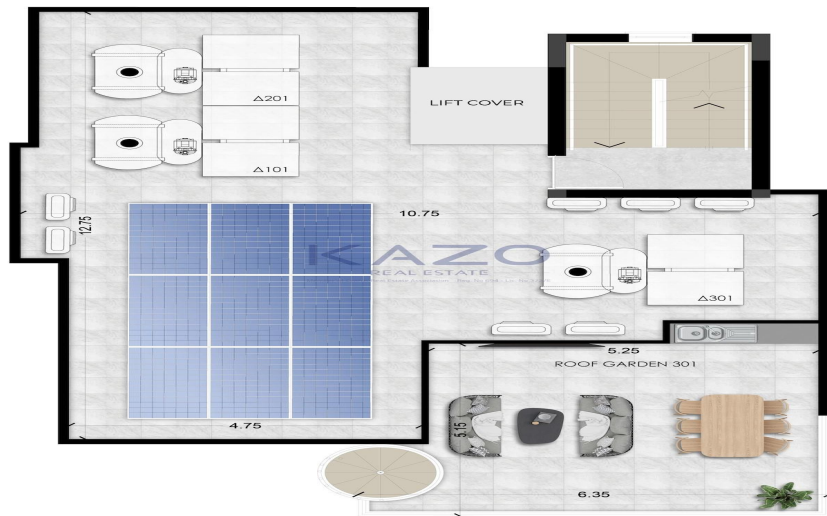 Δ201
LIFT COVER
Δ101
12.75
10.75
KAZO
REAL ESTATE
Δ301
5.25
ROOF GARDEN 301
4.75
5.15
6.35